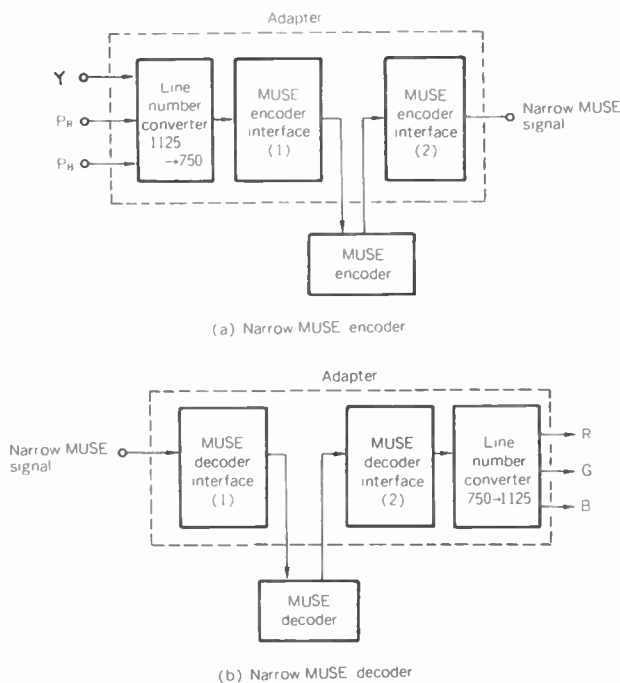 Adapter
Y
PR
PB
Line
number
converter
1125
→750
MUSE
encoder
interface
(1)
MUSE
encoder
interface
(2)
Narrow MUSE
signal
MUSE
encoder
(a) Narrow MUSE encoder
Adapter
Narrow MUSE
signal
MUSE
decoder
interface
(1)
MUSE
decoder
interface
(2)
Line
number
converter
750→1125
R
G
B
MUSE
decoder
(b) Narrow MUSE decoder